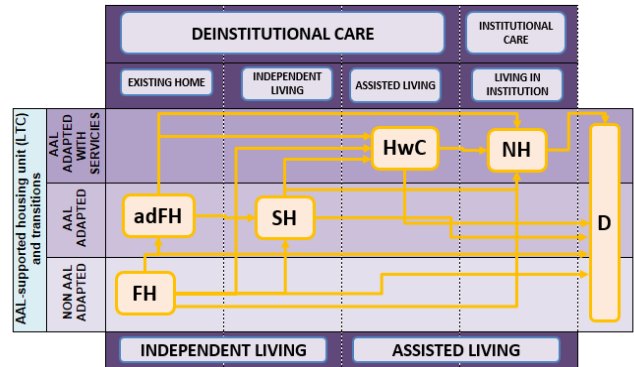 DEINSTITUTIONAL CARE
INSTITUTIONAL
CARE
EXISTING HOME
INDEPENDENT
LIVING
ASSISTED LIVING
LIVING IN
INSTITUTION
AAL-supported housing unit (LTC)
and transitions
AAL
ADAPTED
WITH
SERVICIES
HwC
NH
AAL
ADAPTED
adFH
SH
D
NON AAL
ADAPTED
FH
INDEPENDENT LIVING
ASSISTED LIVING